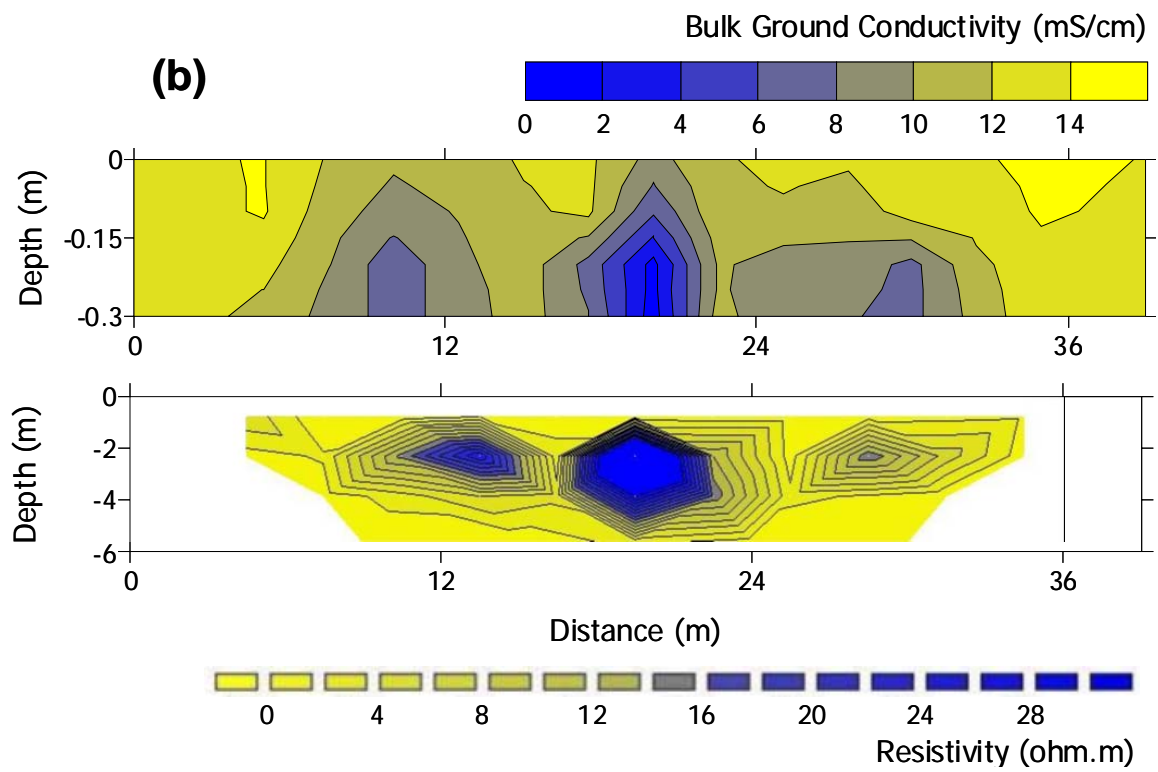 Bulk Ground Conductivity (mS/cm)
(b)
0 2 4 6 8 10 12 14
0
-0.15
-0.3
Depth (m)
0 12 24 36
0
-2
-4
-6
Depth (m)
0 12 24 36
Distance (m)
0 4 8 12 16 20 24 28
Resistivity (ohm.m)